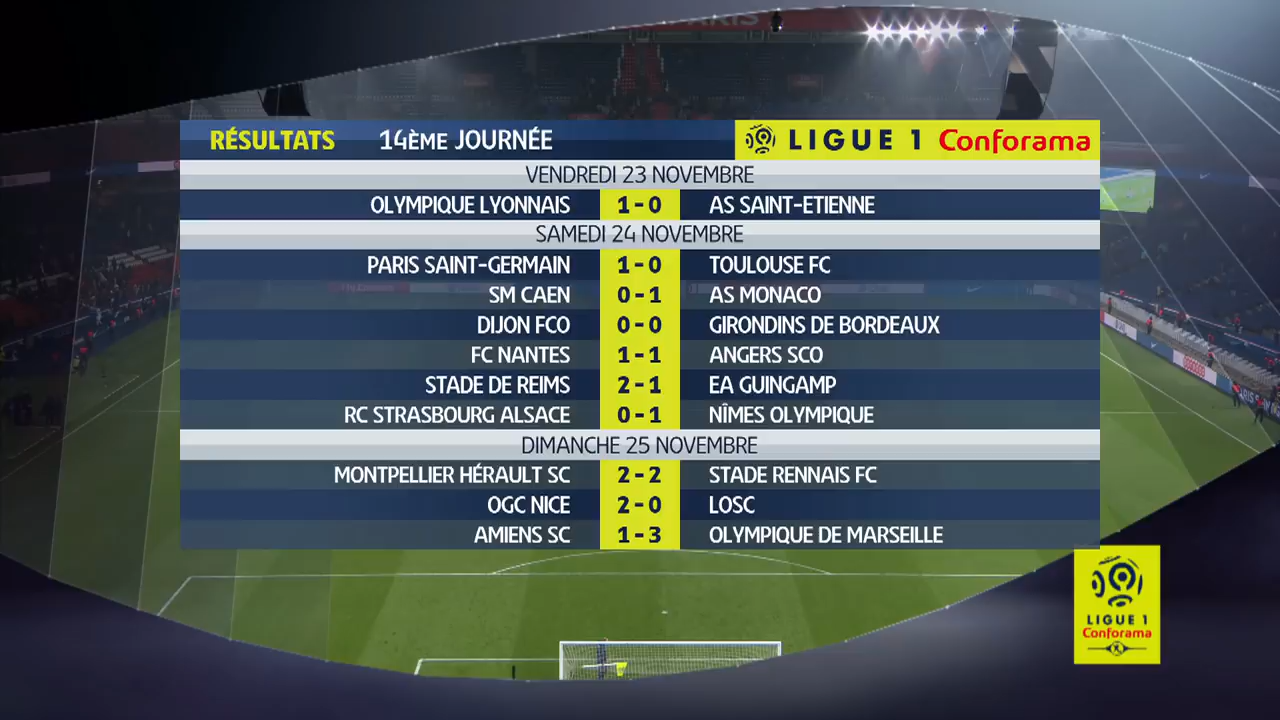 PARIS
RÉSULTATS 14ÈME JOURNÉE LIGUE 1 Conforama
VENDREDI 23 NOVEMBRE
OLYMPIQUE LYONNAIS 1 - 0 AS SAINT-ETIENNE
SAMEDI 24 NOVEMBRE
PARIS SAINT-GERMAIN 1 - 0 TOULOUSE FC
SM CAEN 0 - 1 AS MONACO
DIJON FCO 0 - 0 GIRONDINS DE BORDEAUX
FC NANTES 1 - 1 ANGERS SCO
STADE DE REIMS 2 - 1 EA GUINGAMP
RC STRASBOURG ALSACE 0 - 1 NÎMES OLYMPIQUE
DIMANCHE 25 NOVEMBRE
MONTPELLIER HÉRAULT SC 2 - 2 STADE RENNAIS FC
OGC NICE 2 - 0 LOSC
AMIENS SC 1 - 3 OLYMPIQUE DE MARSEILLE
LIGUE 1
Conforama